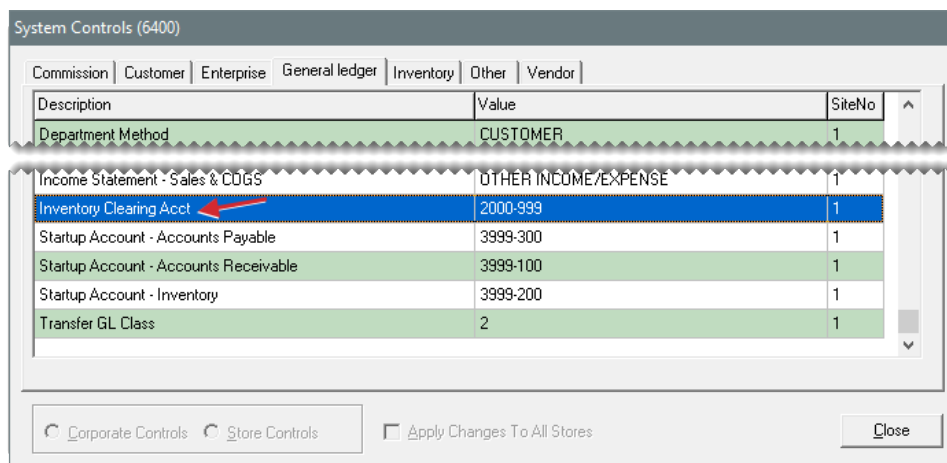 System Controls (6400)
Commission Customer Enterprise General ledger Inventory Other Vendor
Description Value SiteNo
Department Method CUSTOMER 1
Income Statement - Sales & COGS OTHER INCOME/EXPENSE 1
Inventory Clearing Acct 2000-999 1
Startup Account - Accounts Payable 3999-300 1
Startup Account - Accounts Receivable 3999-100 1
Startup Account - Inventory 3999-200 1
Transfer GL Class 2 1
Corporate Controls Store Controls Apply Changes To All Stores Close